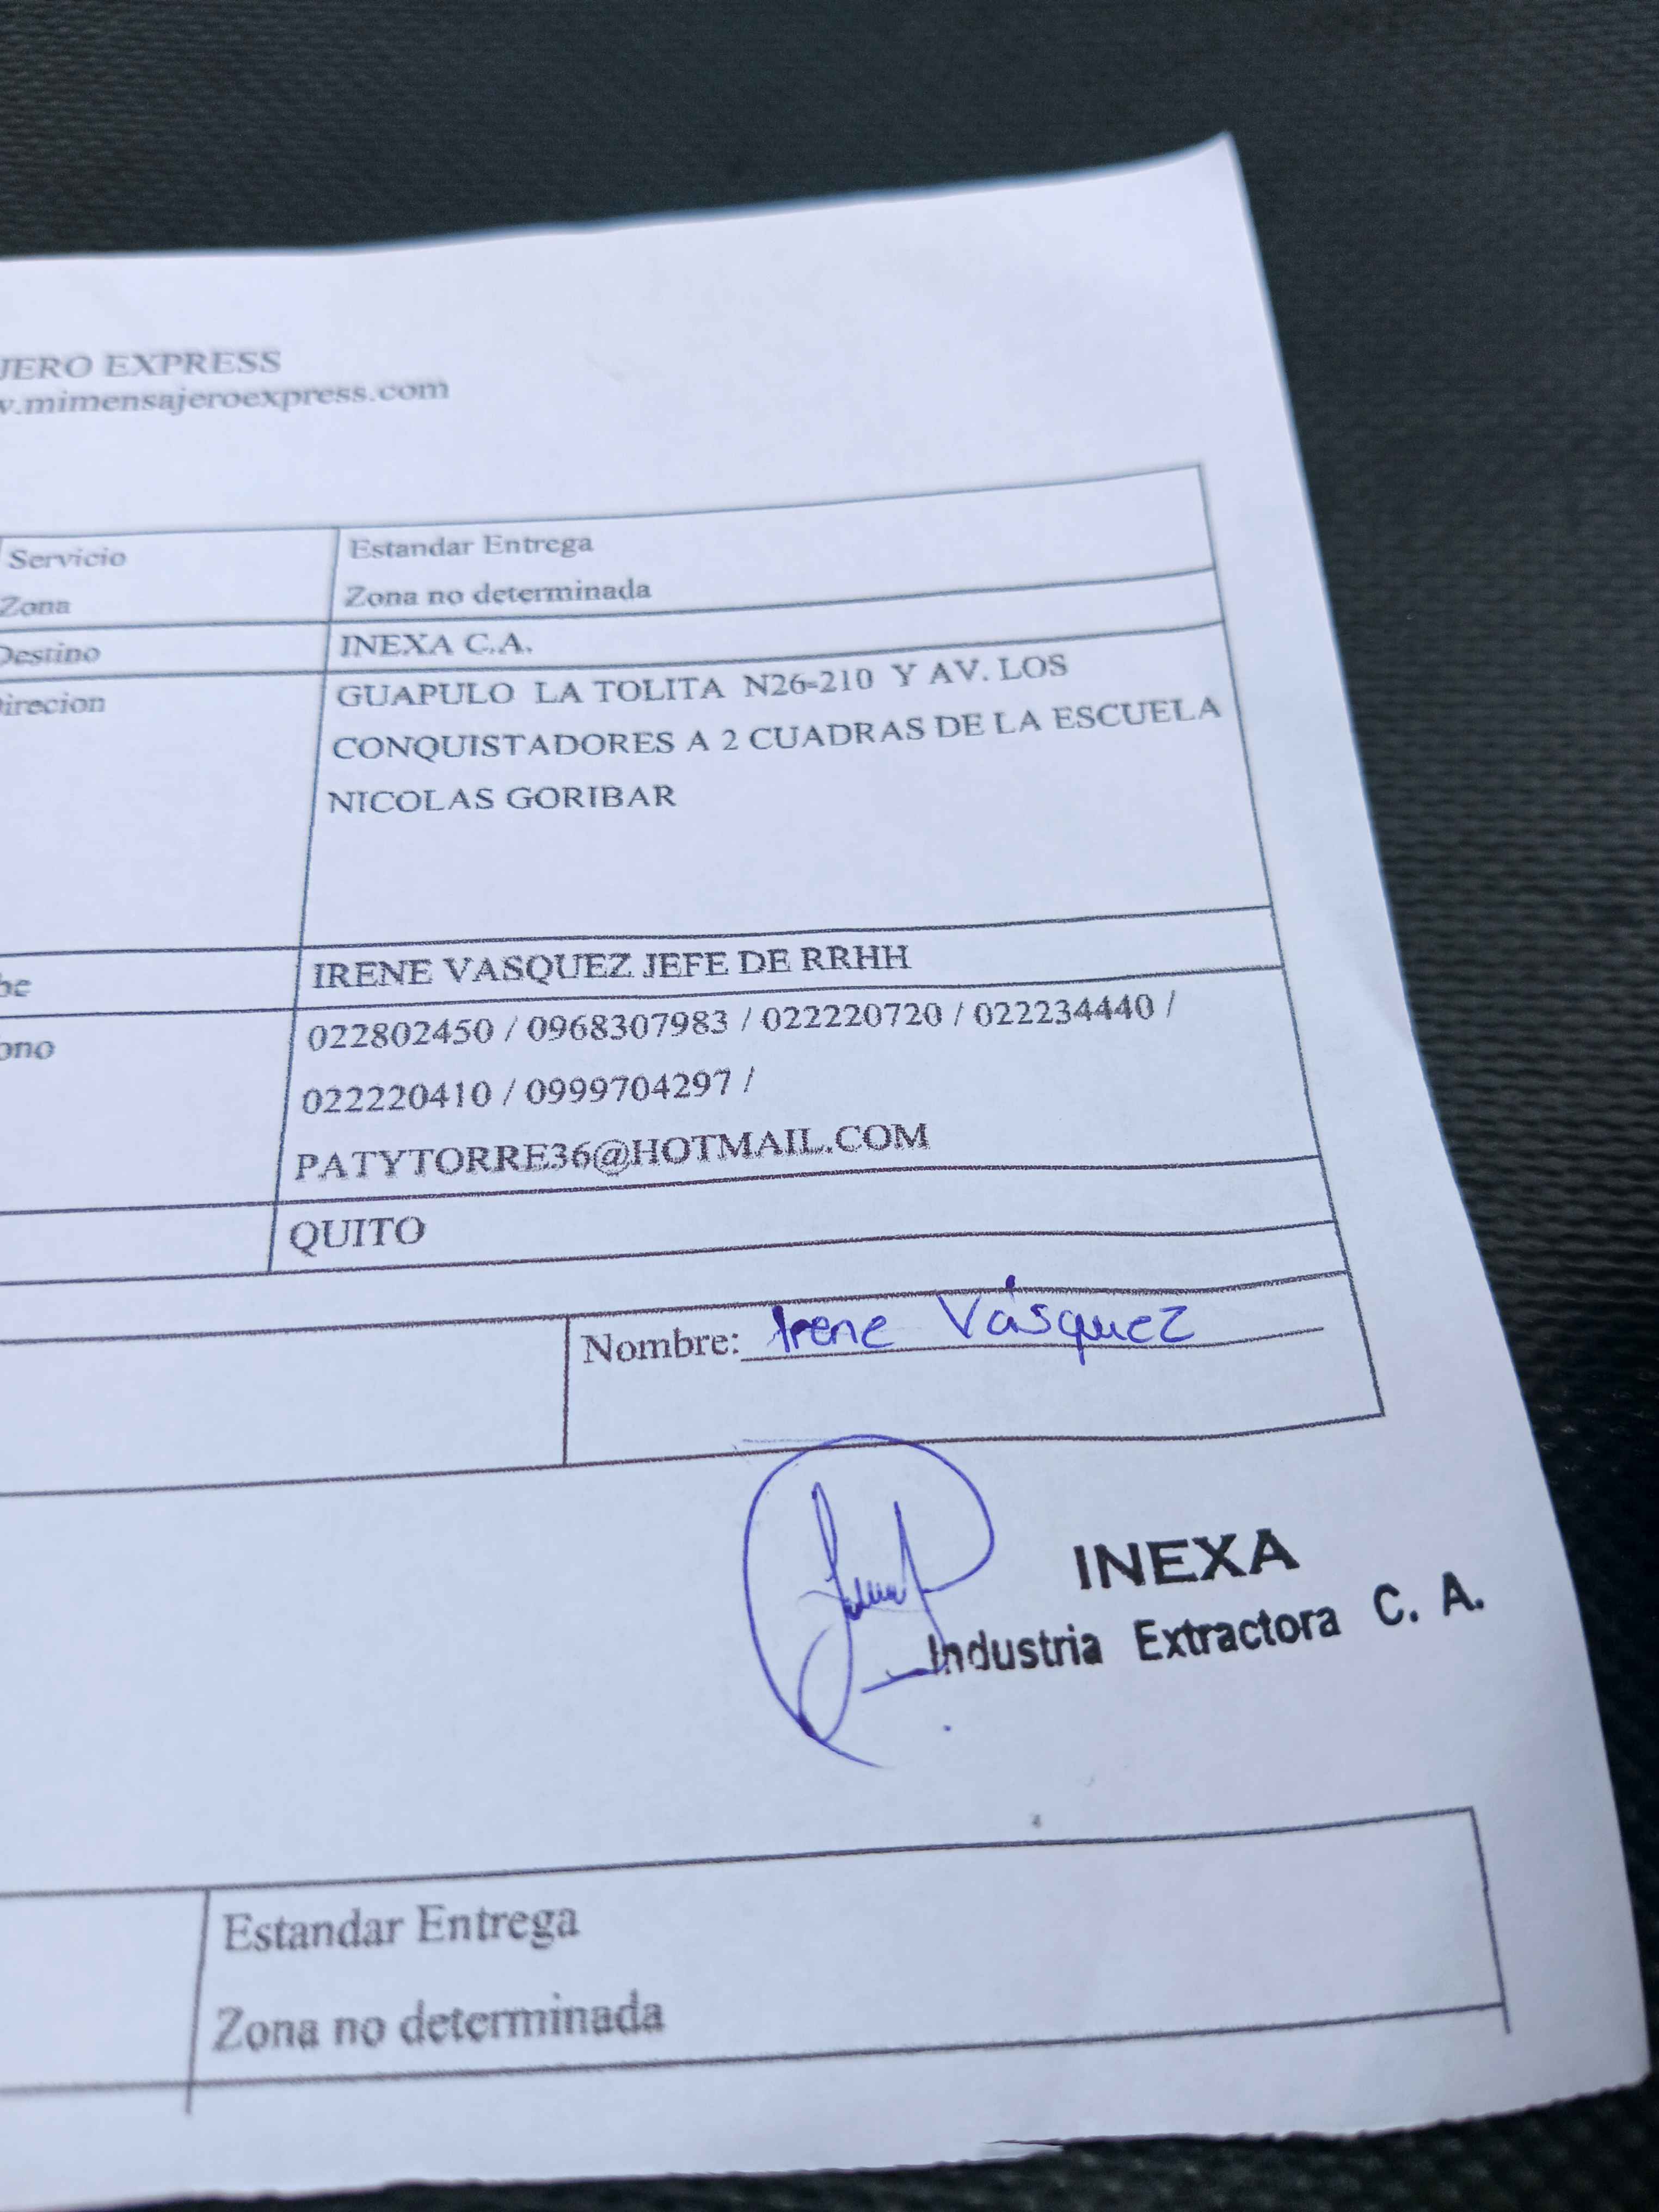 JERO EXPRESS
.mimensajeroexpress.com
Servicio Estandar Entrega
Zona Zona no determinada
Destino INEXA C.A.
irecion GUAPULO LA TOLITA N26-210 Y AV. LOS
CONQUISTADORES A 2 CUADRAS DE LA ESCUELA
NICOLAS GORIBAR
be IRENE VASQUEZ JEFE DE RRHH
ono 022802450 / 0968307983 / 022220720 / 022234440 /
022220410 / 0999704297 /
PATYTORRE36@HOTMAIL.COM
QUITO
Nombre: Irene Vásquez
INEXA
Industria Extractora C. A.
Estandar Entrega
Zona no determinada